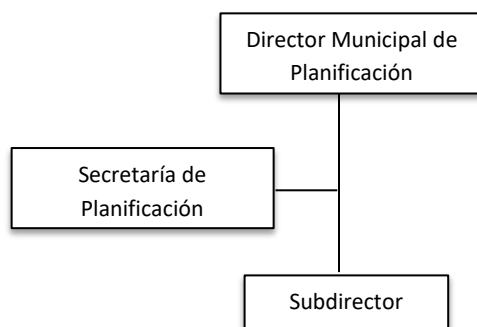 Director Municipal de
Planificación
Secretaría de
Planificación
Subdirector